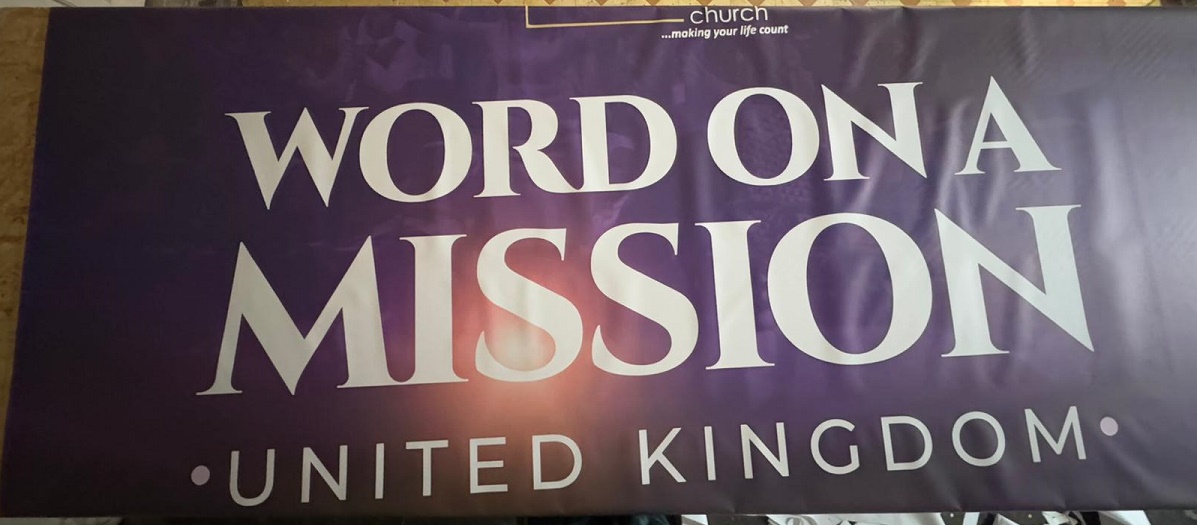 church
...making your life count
WORD ON A
MISSION
• UNITED KINGDOM •